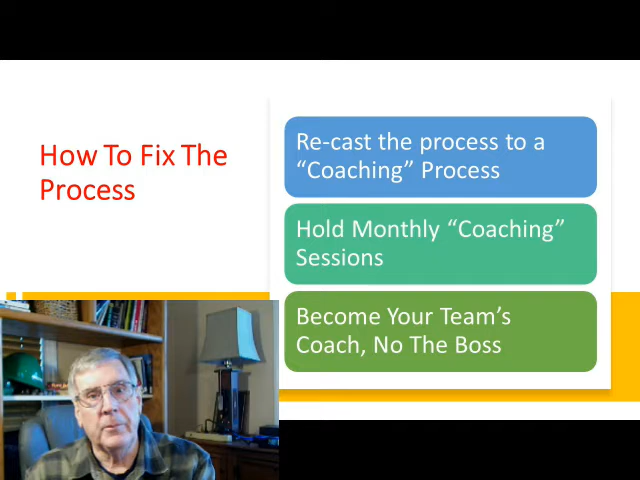 How To Fix The
Process
Re-cast the process to a
“Coaching” Process
Hold Monthly “Coaching”
Sessions
Become Your Team’s
Coach, No The Boss